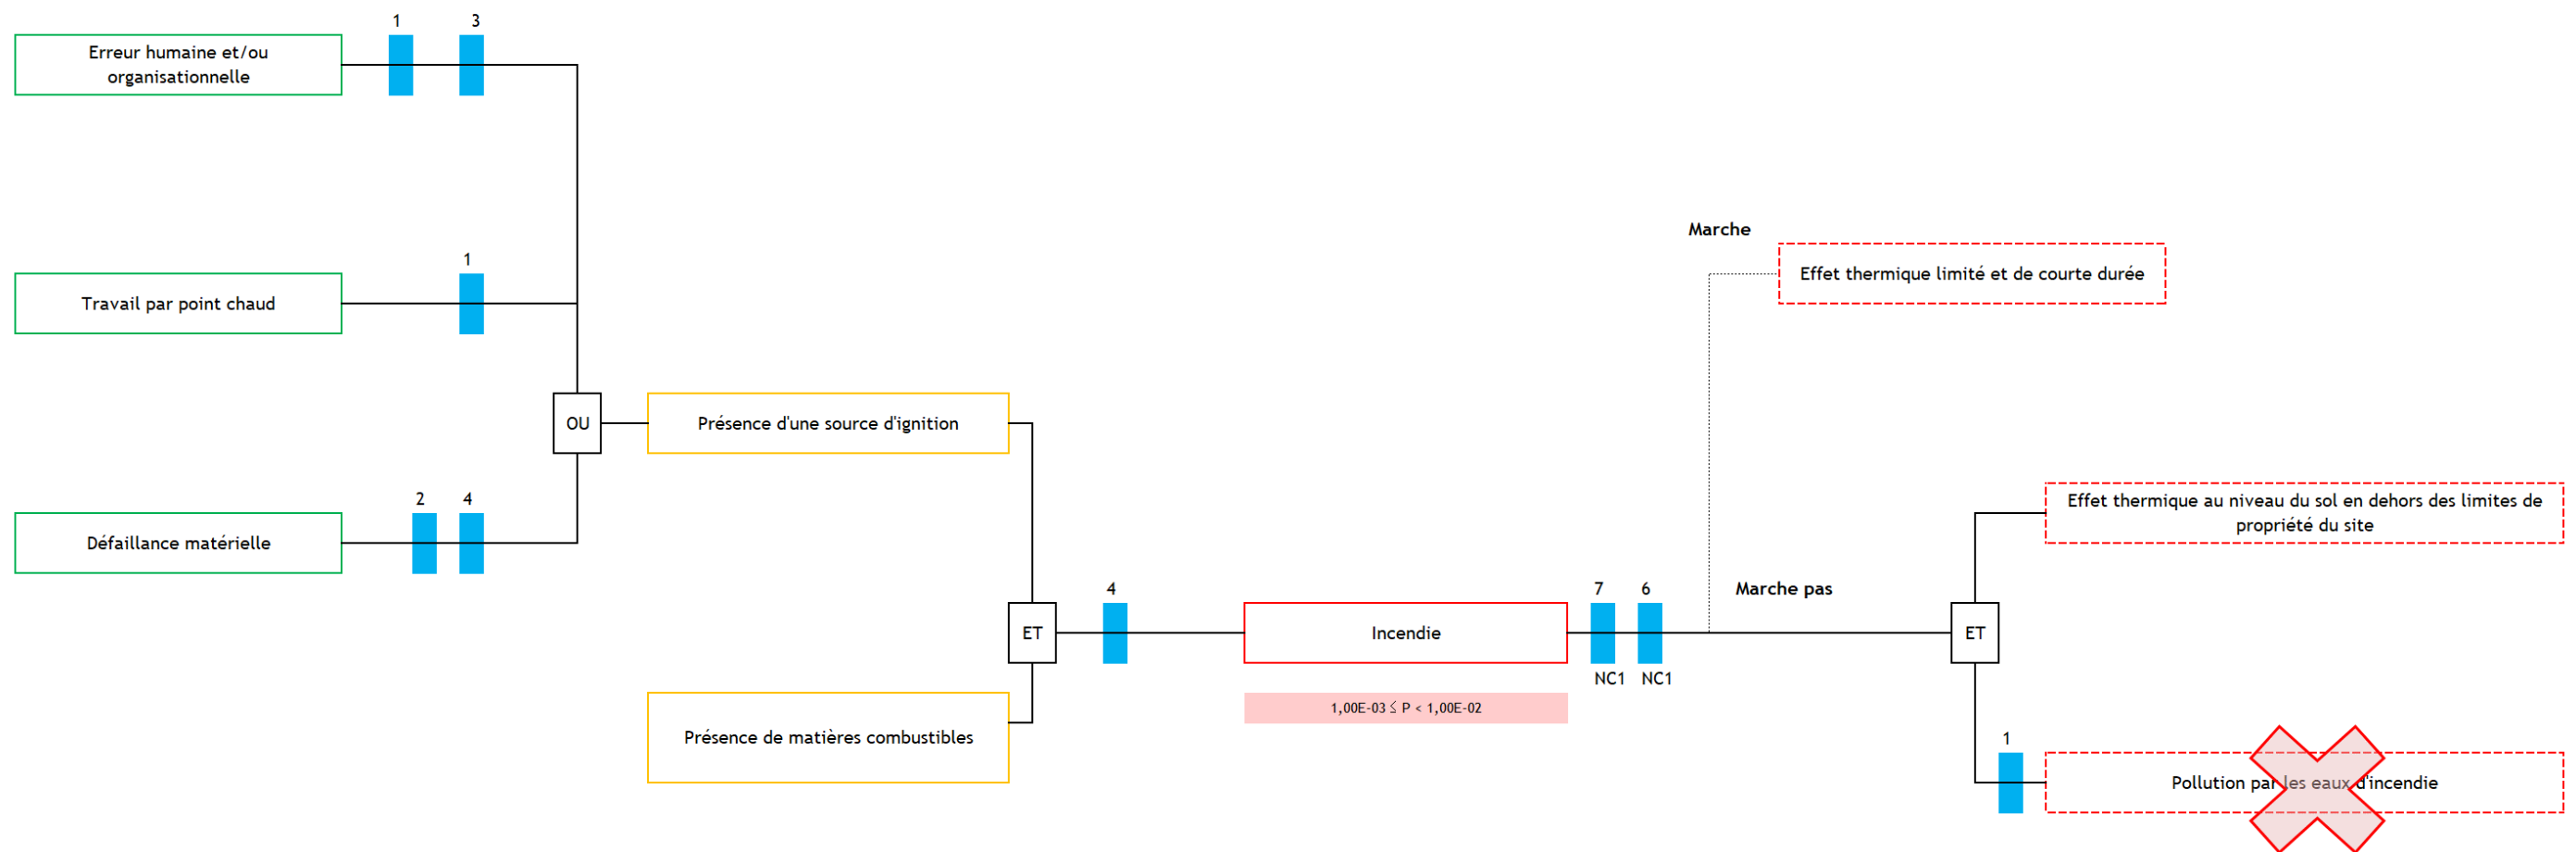 1
3
Erreur humaine et/ou
organisationnelle
Marche
Effet thermique limité et de courte durée
1
Travail par point chaud
OU
Présence d'une source d'ignition
2
4
Défaillance matérielle
Effet thermique au niveau du sol en dehors des limites de
propriété du site
4
7
6
Marche pas
ET
Incendie
ET
NC1
NC1
1,00E-03 ≤ P < 1,00E-02
Présence de matières combustibles
1
Pollution par les eaux d'incendie